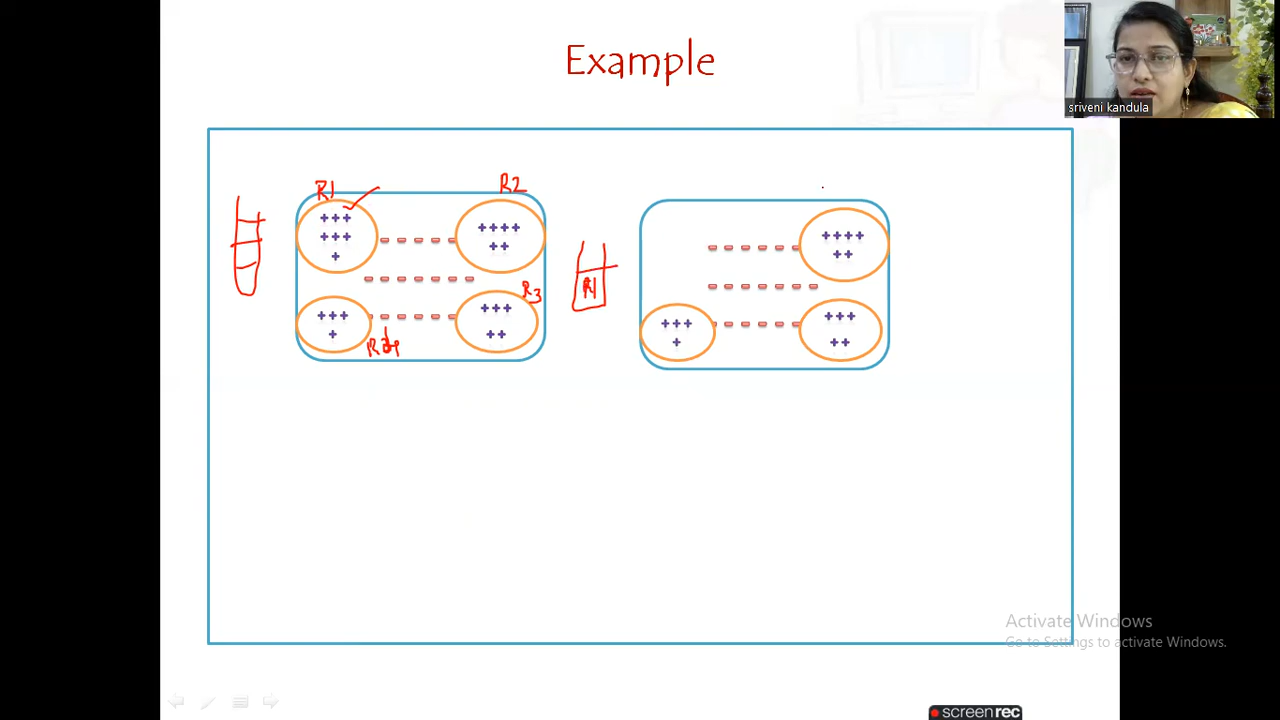 Example
sriveni kandula
R1
R2
+++
+++
+
++++
++
R3
+++
+
+++
++
R4
R1
++++
++
+++
+
+++
++
Activate Windows
Go to Settings to activate Windows.
screenrec